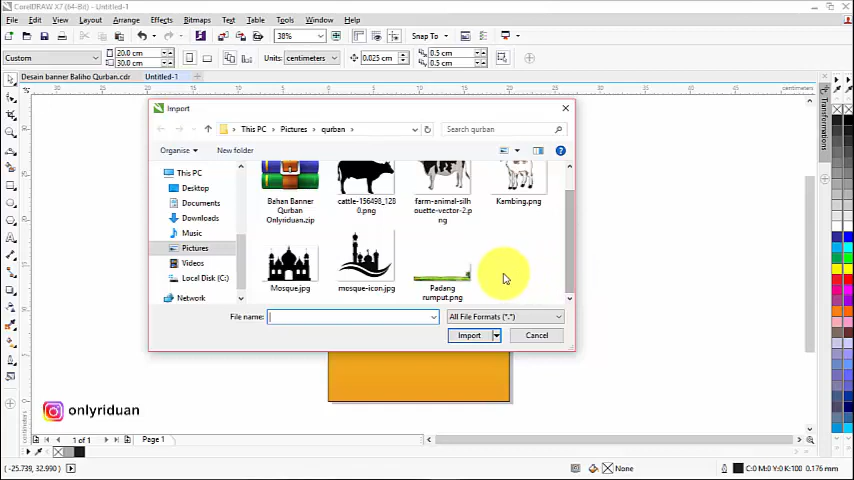 CorelDRAW X7 (64-Bit) - Untitled-1
File Edit View Layout Arrange Effects Bitmaps Text Table Tools Window Help
38% Snap To
Custom 20.0 cm Units: centimeters 0.025 cm 0.5 cm
30.0 cm 0.5 cm
Desain banner Baliho Qurban.cdr Untitled-1
centimeters
Import
This PC Pictures qurban Search qurban
Organise New folder
This PC
Desktop
Documents
Downloads
Music
Pictures
Videos
Local Disk (C:)
Network
Bahan Banner
Qurban
Onlyriduan.zip
cattle-156498_128
0.png
farm-animal-silh
ouette-vector-2.p
ng
Kambing.png
Mosque.jpg
mosque-icon.jpg
Padang
rumput.png
File name: All File Formats (*.*)
Import Cancel
Transformations
onlyriduan
1 of 1 Page 1
(-25.739, 32.990) None C:0 M:0 Y:0 K:100 0.176 mm